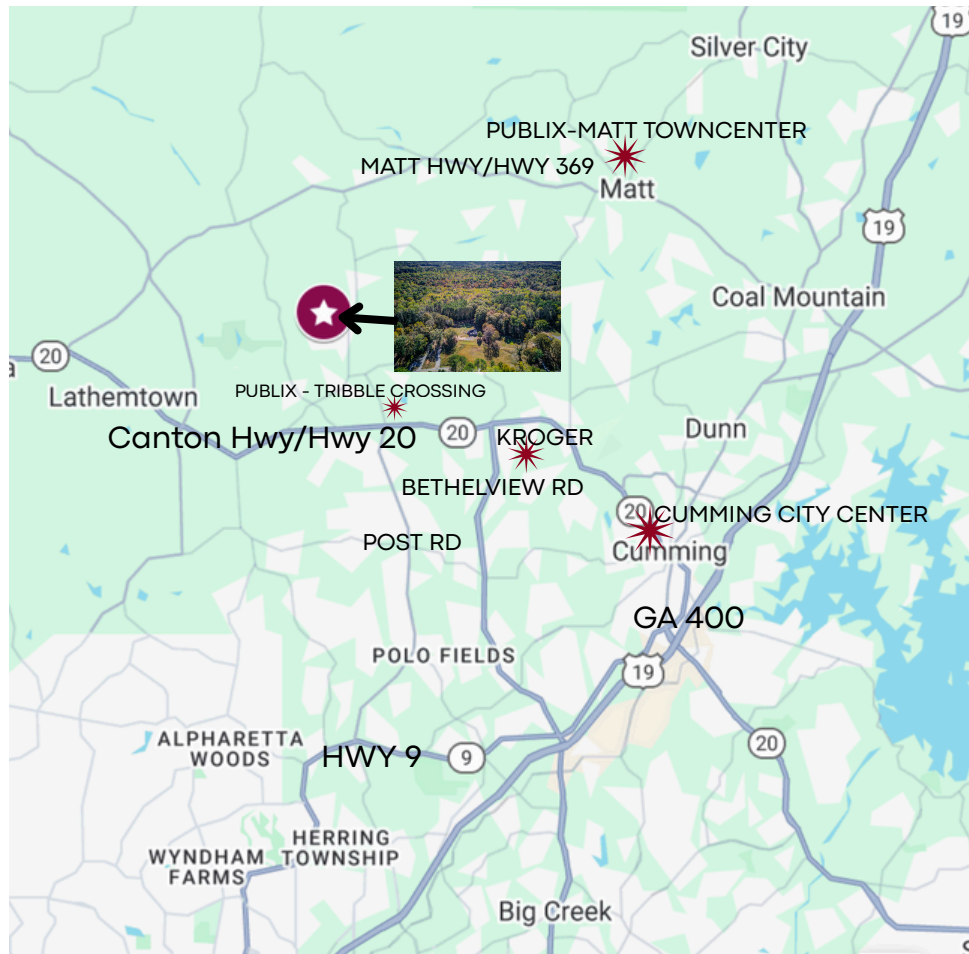 19
Silver City
PUBLIX-MATT TOWNCENTER
MATT HWY/HWY 369
Matt
19
Coal Mountain
20
Lathemtown
PUBLIX - TRIBBLE CROSSING
Canton Hwy/Hwy 20
20
KROGER
Dunn
BETHELVIEW RD
20
CUMMING CITY CENTER
POST RD
Cumming
GA 400
POLO FIELDS
19
ALPHARETTA
WOODS
HWY 9
9
20
HERRING
TOWNSHIP
WYNDHAM
FARMS
Big Creek